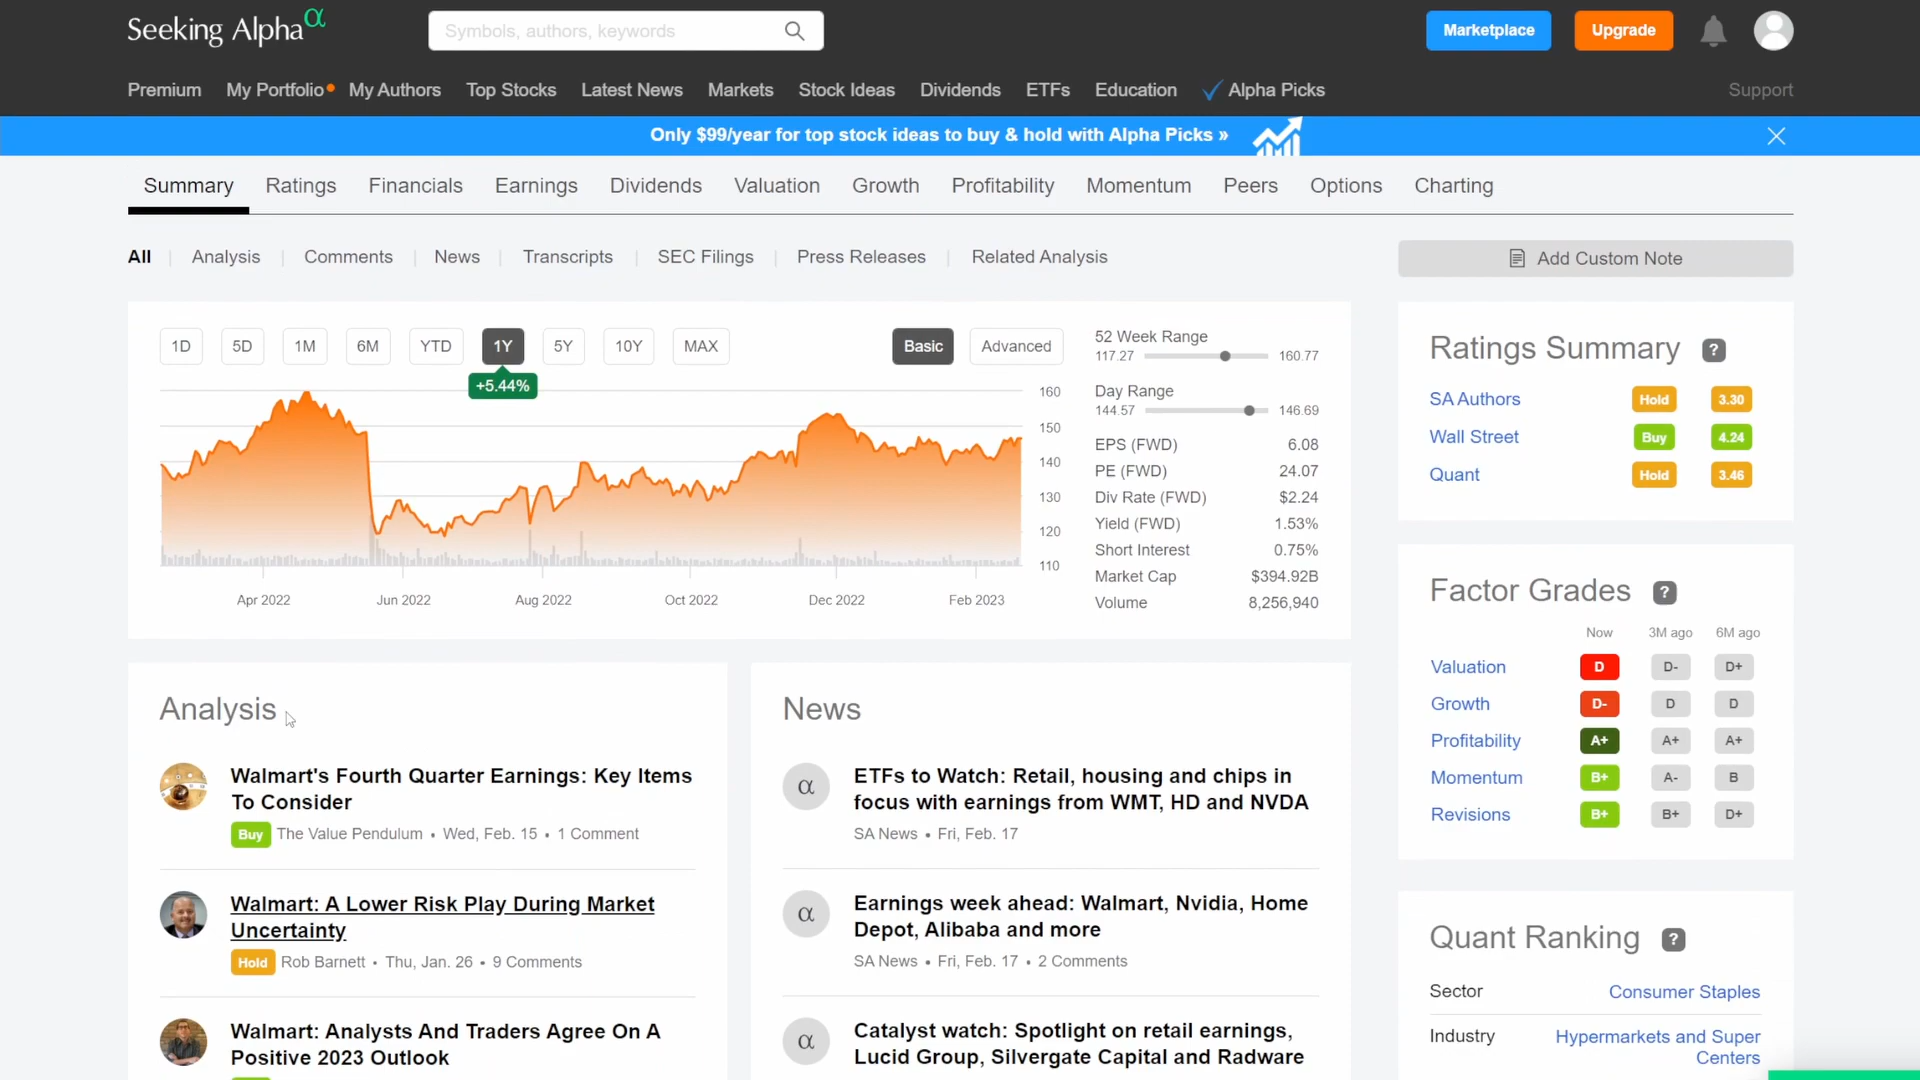 Seeking Alpha α
Symbols, authors, keywords
Marketplace
Upgrade
Premium My Portfolio My Authors Top Stocks Latest News Markets Stock Ideas Dividends ETFs Education Alpha Picks Support
Only $99/year for top stock ideas to buy & hold with Alpha Picks »
Summary Ratings Financials Earnings Dividends Valuation Growth Profitability Momentum Peers Options Charting
All | Analysis | Comments | News | Transcripts | SEC Filings | Press Releases | Related Analysis
Add Custom Note
1D 5D 1M 6M YTD 1Y 5Y 10Y MAX
+5.44%
Basic Advanced
160
150
140
130
120
110
Apr 2022 Jun 2022 Aug 2022 Oct 2022 Dec 2022 Feb 2023
52 Week Range
117.27 160.77
Day Range
144.57 146.69
EPS (FWD) 6.08
PE (FWD) 24.07
Div Rate (FWD) $2.24
Yield (FWD) 1.53%
Short Interest 0.75%
Market Cap $394.92B
Volume 8,256,940
Ratings Summary ?
SA Authors Hold 3.30
Wall Street Buy 4.24
Quant Hold 3.46
Factor Grades ?
Now 3M ago 6M ago
Valuation D D- D+
Growth D- D D
Profitability A+ A+ A+
Momentum B+ A- B
Revisions B+ B+ D+
Quant Ranking ?
Sector Consumer Staples
Industry Hypermarkets and Super
Centers
Analysis
Walmart's Fourth Quarter Earnings: Key Items
To Consider
Buy The Value Pendulum • Wed, Feb. 15 • 1 Comment
Walmart: A Lower Risk Play During Market
Uncertainty
Hold Rob Barnett • Thu, Jan. 26 • 9 Comments
Walmart: Analysts And Traders Agree On A
Positive 2023 Outlook
News
α
ETFs to Watch: Retail, housing and chips in
focus with earnings from WMT, HD and NVDA
SA News • Fri, Feb. 17
α
Earnings week ahead: Walmart, Nvidia, Home
Depot, Alibaba and more
SA News • Fri, Feb. 17 • 2 Comments
α
Catalyst watch: Spotlight on retail earnings,
Lucid Group, Silvergate Capital and Radware